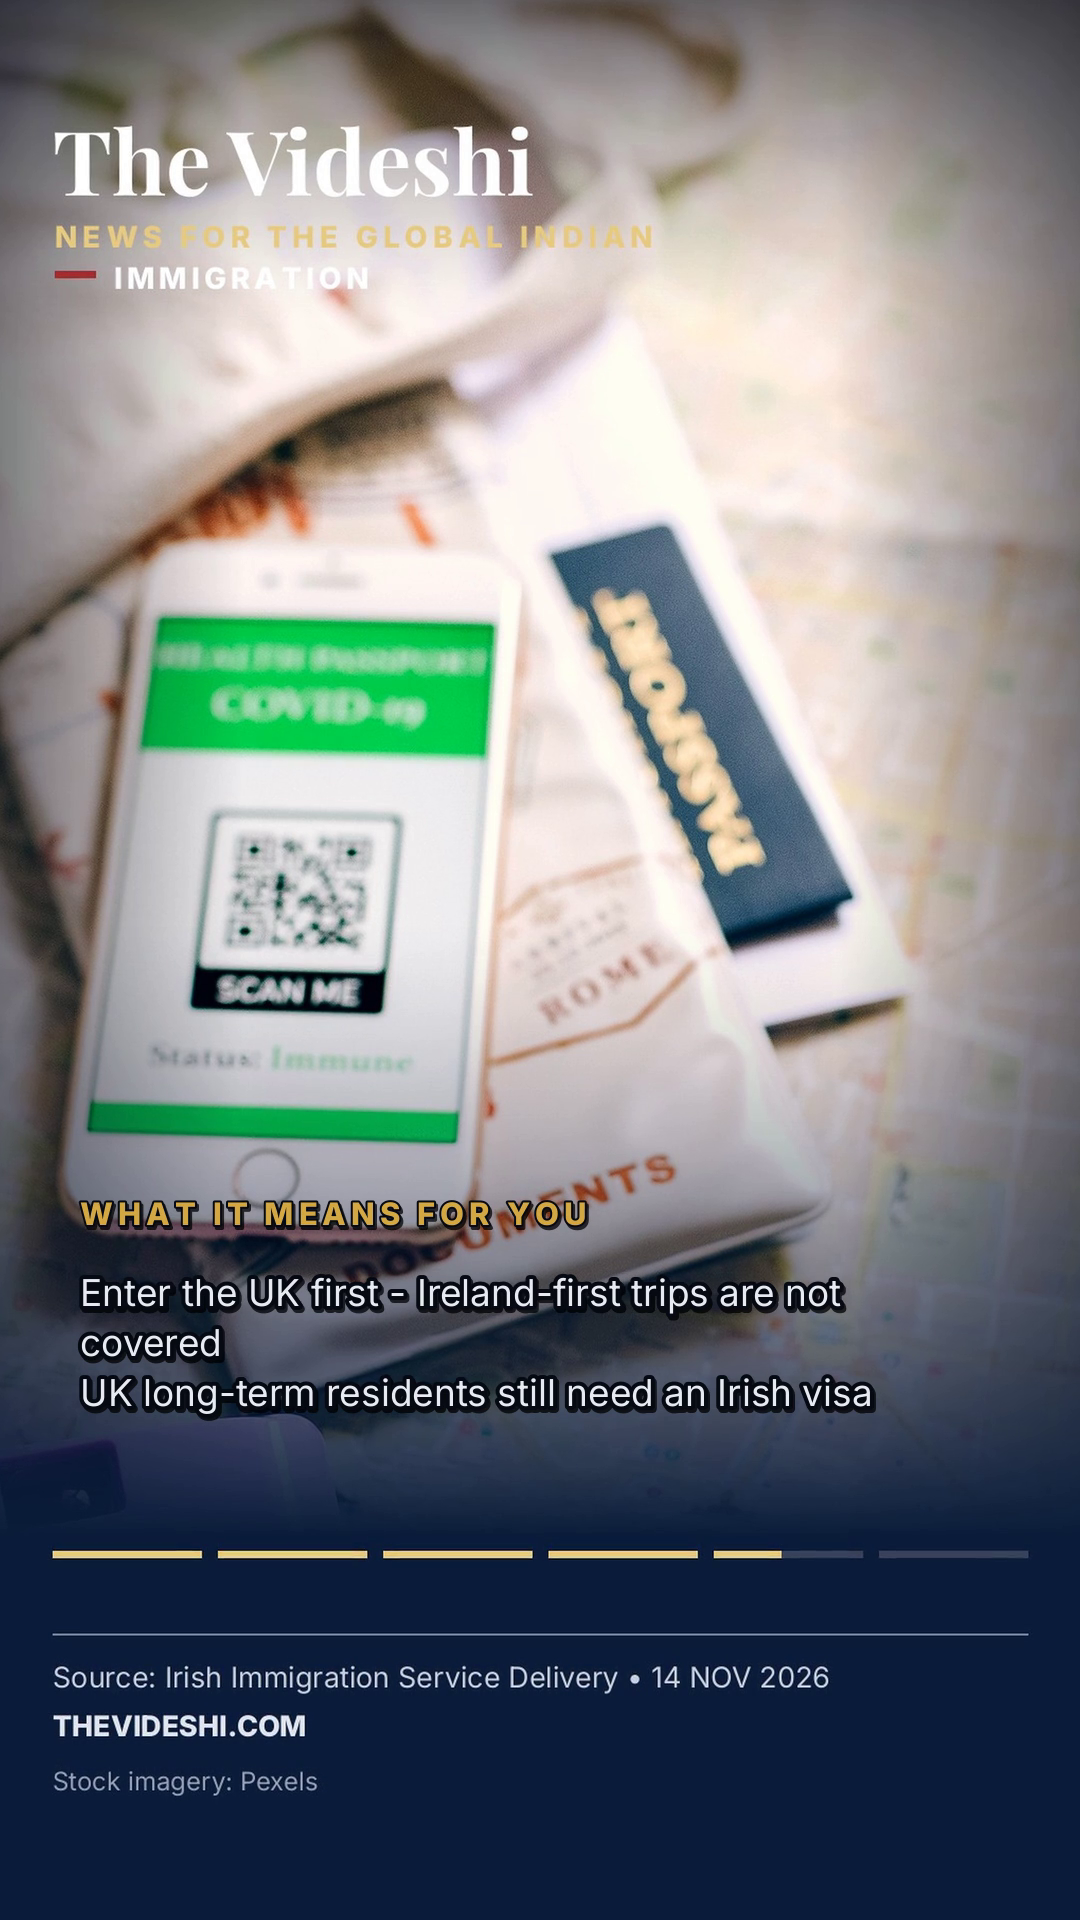 The Videshi
NEWS FOR THE GLOBAL INDIAN
IMMIGRATION
HEALTH PASSPORT
COVID-19
PASSPORT
SCAN ME
ROME
Status: Immune
DOCUMENTS
WHAT IT MEANS FOR YOU
Enter the UK first - Ireland-first trips are not
covered
UK long-term residents still need an Irish visa
Source: Irish Immigration Service Delivery • 14 NOV 2026
THEVIDESHI.COM
Stock imagery: Pexels